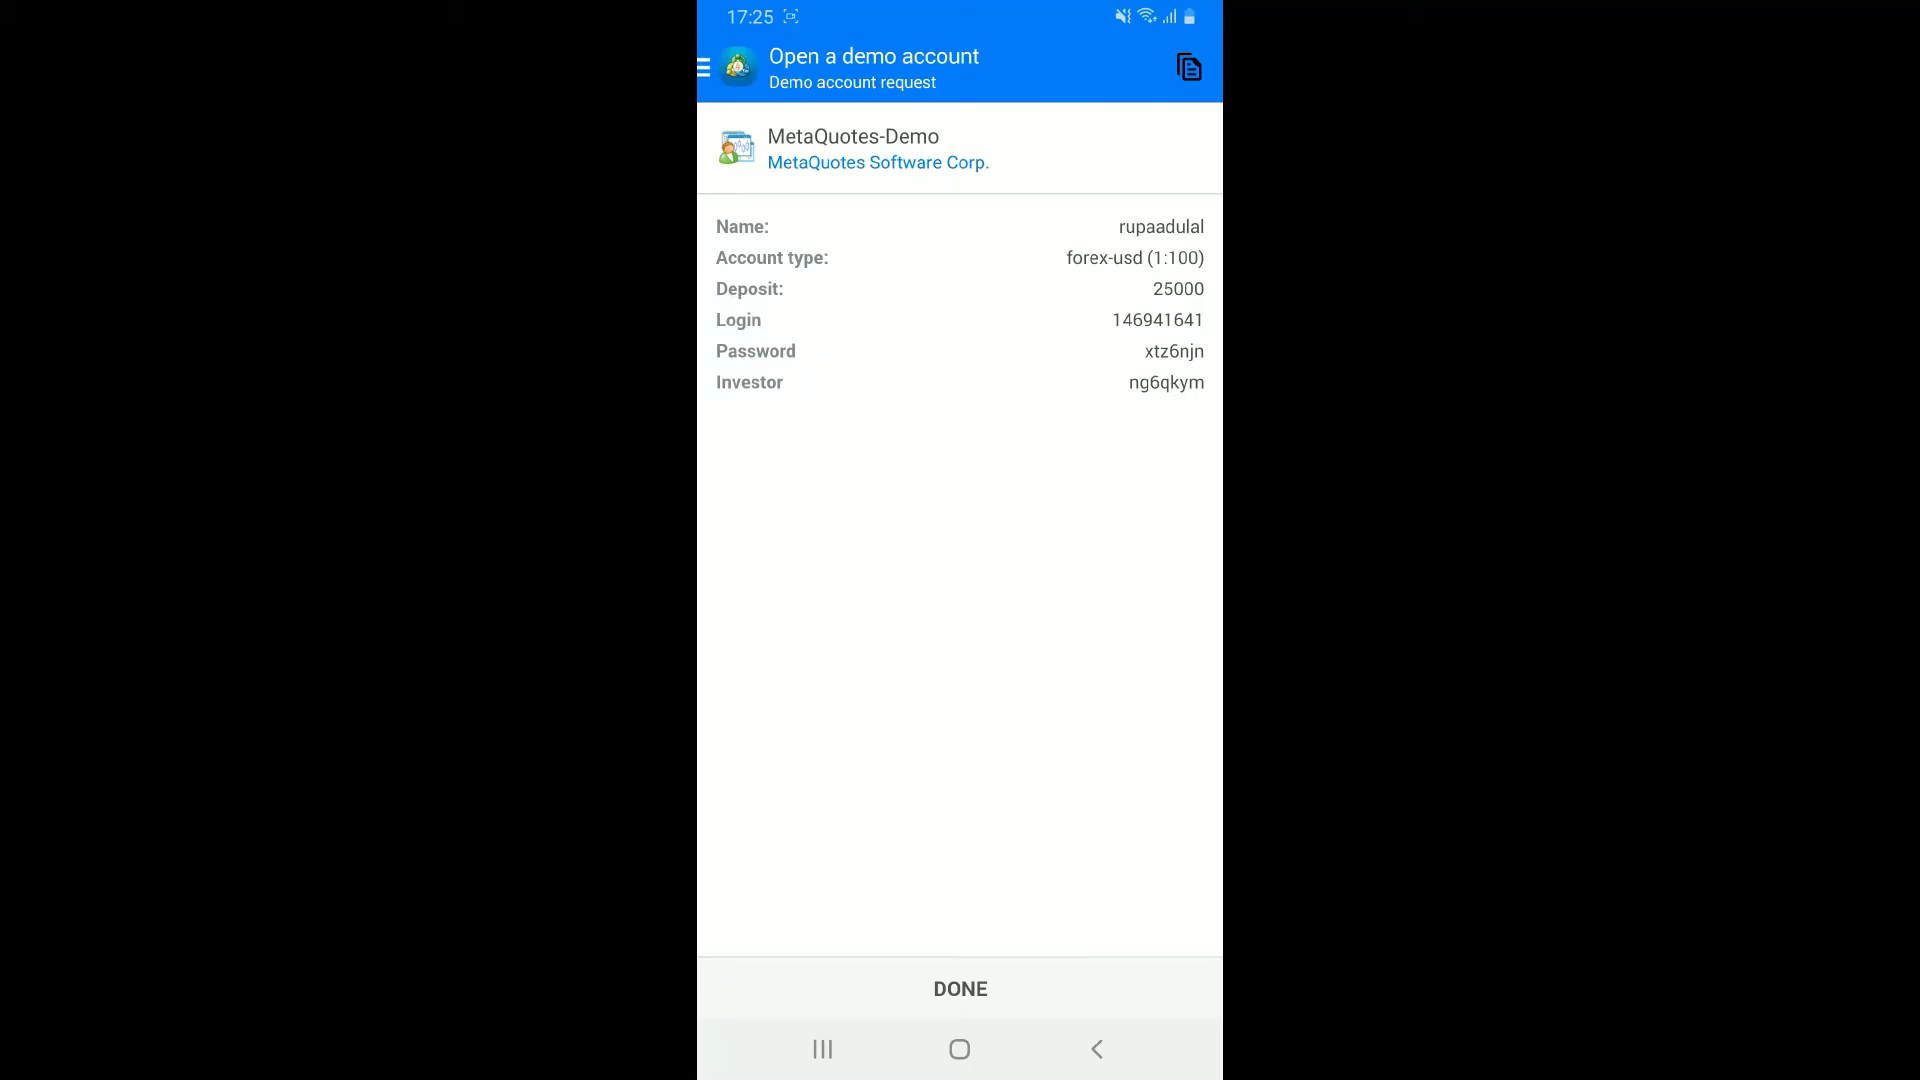 17:25
Open a demo account
Demo account request
MetaQuotes-Demo
MetaQuotes Software Corp.
Name: rupaadulal
Account type: forex-usd (1:100)
Deposit: 25000
Login 146941641
Password xtz6njn
Investor ng6qkym
DONE